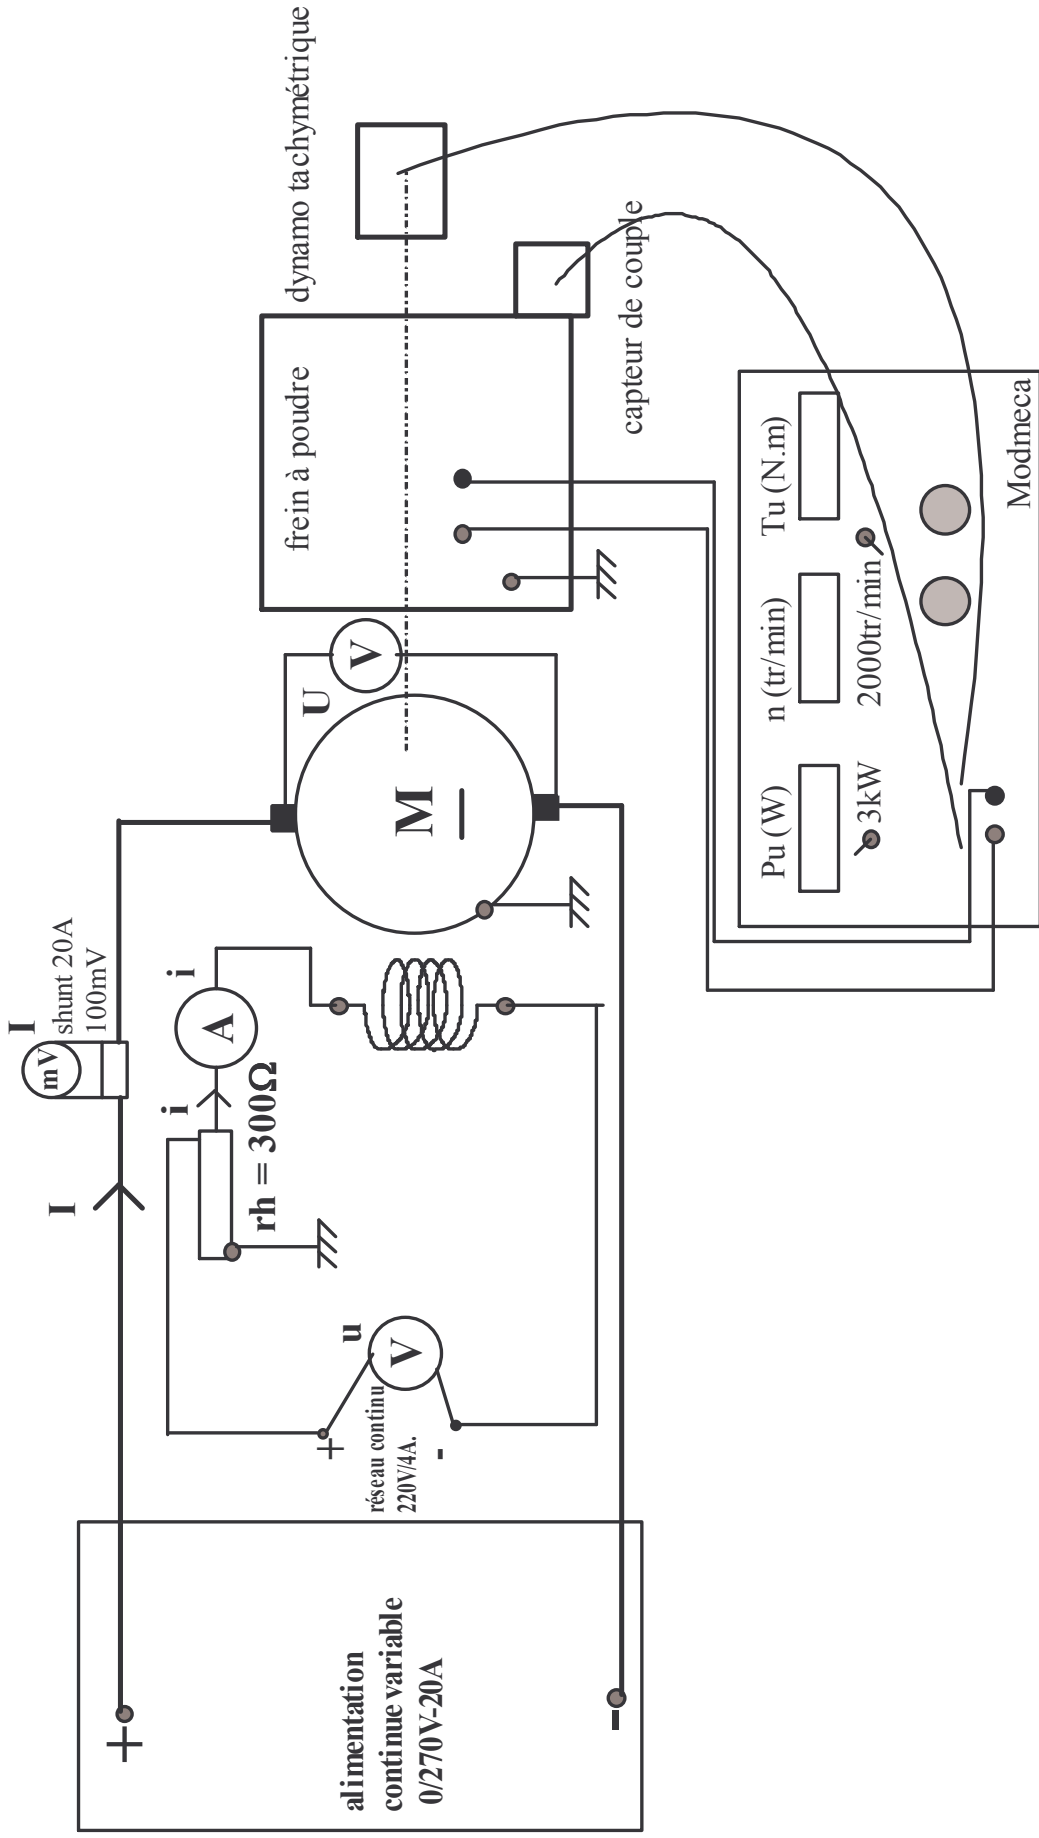 +
-
alimentation
continue variable
0/270V-20A
I
I
mV
shunt 20A
100mV
+
-
réseau continu
220V/4A.
u
V
i
rh = 300Ω
A
i
M
U
V
frein à poudre
dynamo tachymétrique
capteur de couple
Pu (W)
n (tr/min)
Tu (N.m)
3kW
2000tr/min
Modmeca